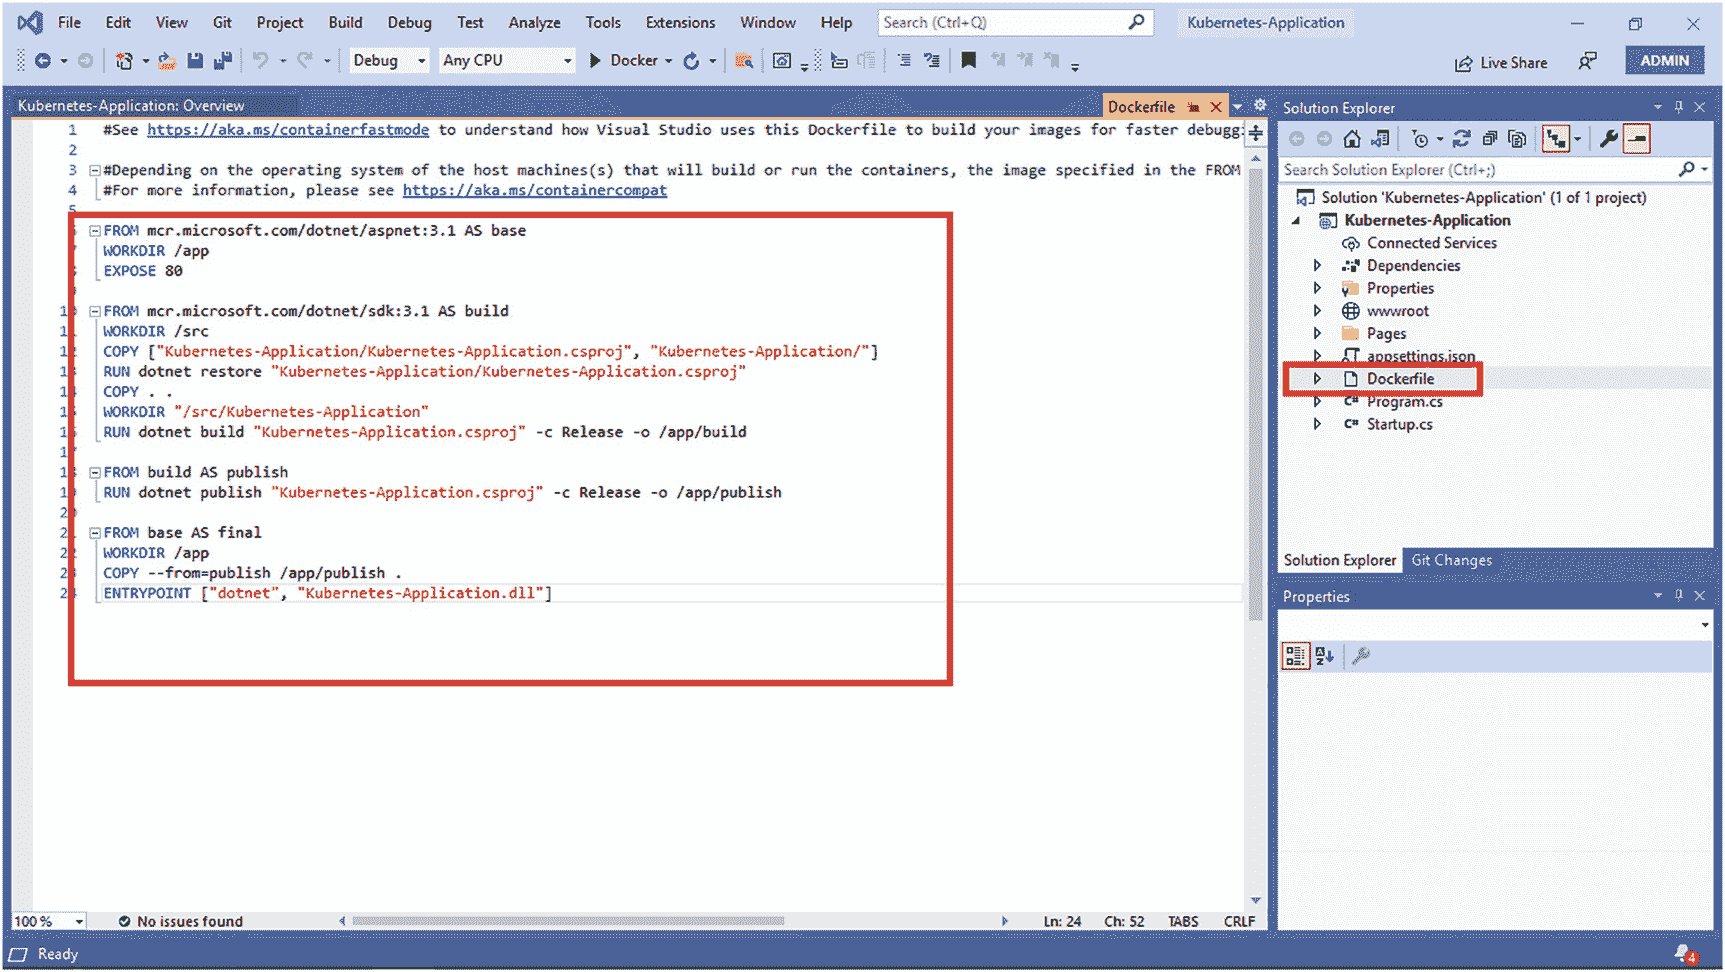 File Edit View Git Project Build Debug Test Analyze Tools Extensions Window Help Search (Ctrl+Q) Kubernetes-Application
Debug Any CPU Docker Live Share ADMIN
Kubernetes-Application: Overview Dockerfile
1 #See https://aka.ms/containerfastmode to understand how Visual Studio uses this Dockerfile to build your images for faster debuggi
2
3 #Depending on the operating system of the host machines(s) that will build or run the containers, the image specified in the FROM
4 #For more information, please see https://aka.ms/containercompat
FROM mcr.microsoft.com/dotnet/aspnet:3.1 AS base
WORKDIR /app
EXPOSE 80
FROM mcr.microsoft.com/dotnet/sdk:3.1 AS build
WORKDIR /src
COPY ["Kubernetes-Application/Kubernetes-Application.csproj", "Kubernetes-Application/"]
RUN dotnet restore "Kubernetes-Application/Kubernetes-Application.csproj"
COPY . .
WORKDIR "/src/Kubernetes-Application"
RUN dotnet build "Kubernetes-Application.csproj" -c Release -o /app/build
FROM build AS publish
RUN dotnet publish "Kubernetes-Application.csproj" -c Release -o /app/publish
FROM base AS final
WORKDIR /app
COPY --from=publish /app/publish .
ENTRYPOINT ["dotnet", "Kubernetes-Application.dll"]
100 % No issues found Ln: 24 Ch: 52 TABS CRLF
Solution Explorer
Search Solution Explorer (Ctrl+;)
Solution 'Kubernetes-Application' (1 of 1 project)
Kubernetes-Application
Connected Services
Dependencies
Properties
wwwroot
Pages
appsettings.json
Dockerfile
C# Program.cs
C# Startup.cs
Solution Explorer Git Changes
Properties
Ready 4